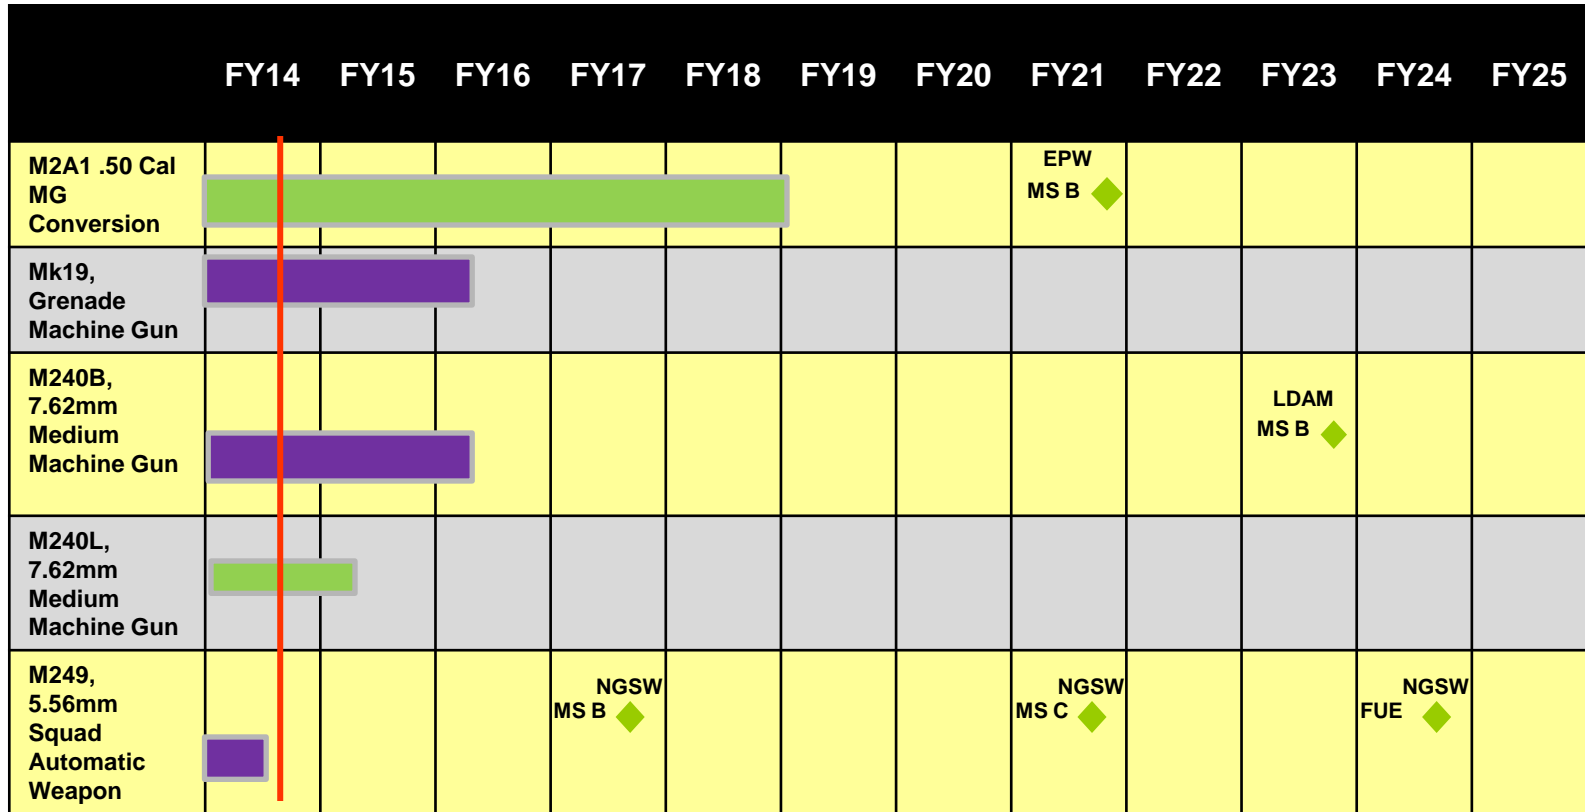 FY14 FY15 FY16 FY17 FY18 FY19 FY20 FY21 FY22 FY23 FY24 FY25
M2A1 .50 Cal
MG
Conversion
EPW
MS B
Mk19,
Grenade
Machine Gun
M240B,
7.62mm
Medium
Machine Gun
LDAM
MS B
M240L,
7.62mm
Medium
Machine Gun
M249,
5.56mm
Squad
Automatic
Weapon
NGSW
MS B
NGSW
MS C
NGSW
FUE